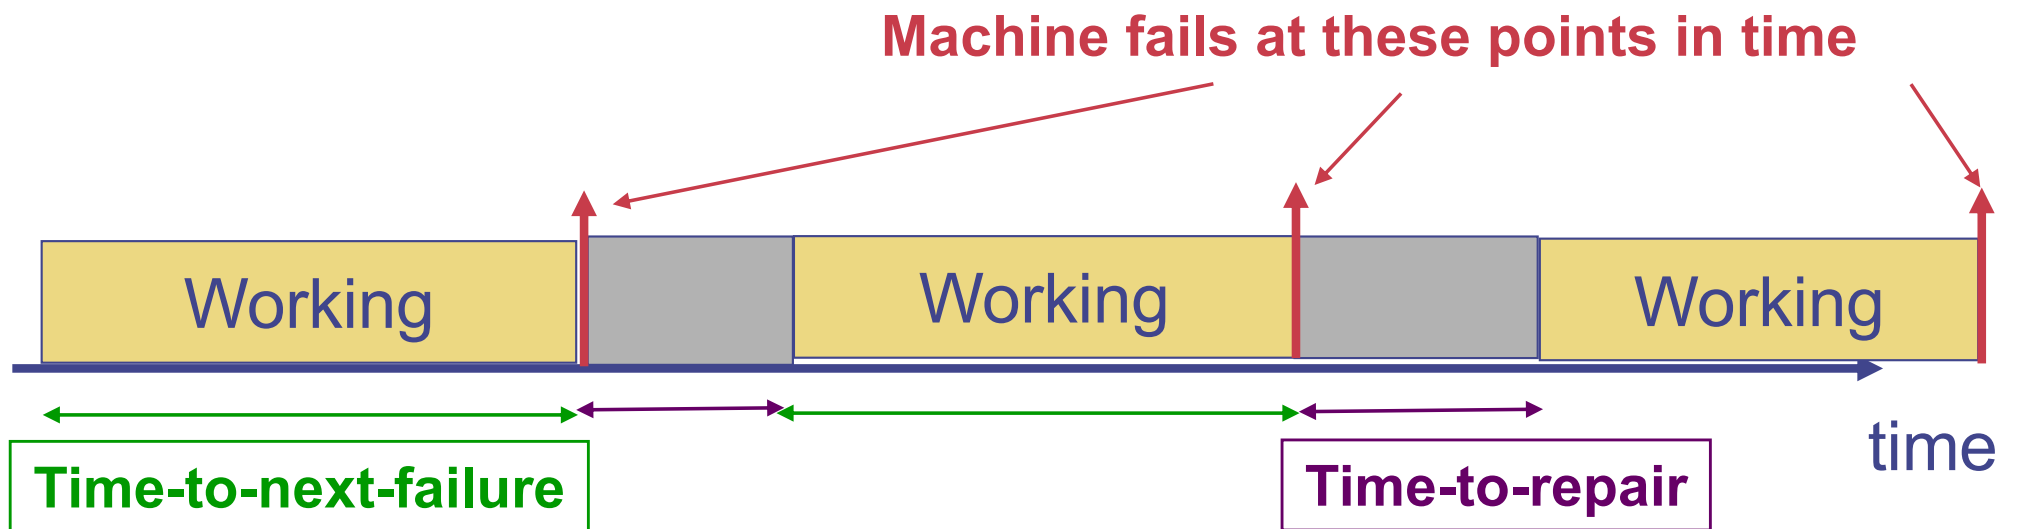 Machine fails at these points in time
Working
Working
Working
time
Time-to-next-failure
Time-to-repair